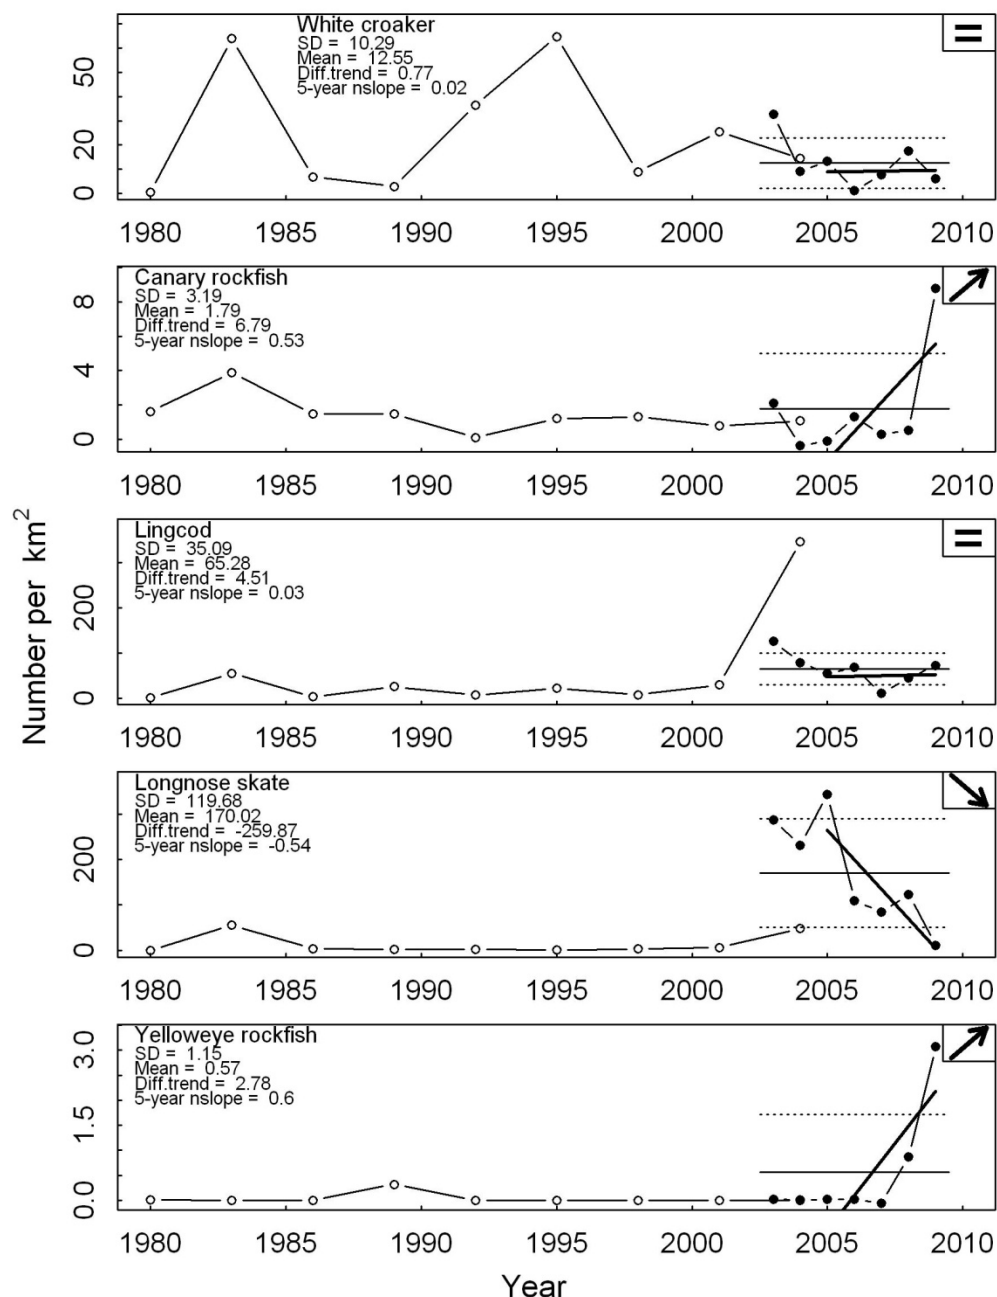 White croaker
SD = 10.29
Mean = 12.55
Diff.trend = 0.77
5-year nslope = 0.02
0 20 50
1980 1985 1990 1995 2000 2005 2010
Canary rockfish
SD = 3.19
Mean = 1.79
Diff.trend = 6.79
5-year nslope = 0.53
0 4 8
1980 1985 1990 1995 2000 2005 2010
Number per km²
Lingcod
SD = 35.09
Mean = 65.28
Diff.trend = 4.51
5-year nslope = 0.03
0 200
1980 1985 1990 1995 2000 2005 2010
Longnose skate
SD = 119.68
Mean = 170.02
Diff.trend = -259.87
5-year nslope = -0.54
0 200
1980 1985 1990 1995 2000 2005 2010
Yelloweye rockfish
SD = 1.15
Mean = 0.57
Diff.trend = 2.78
5-year nslope = 0.6
0.0 1.5 3.0
1980 1985 1990 1995 2000 2005 2010
Year